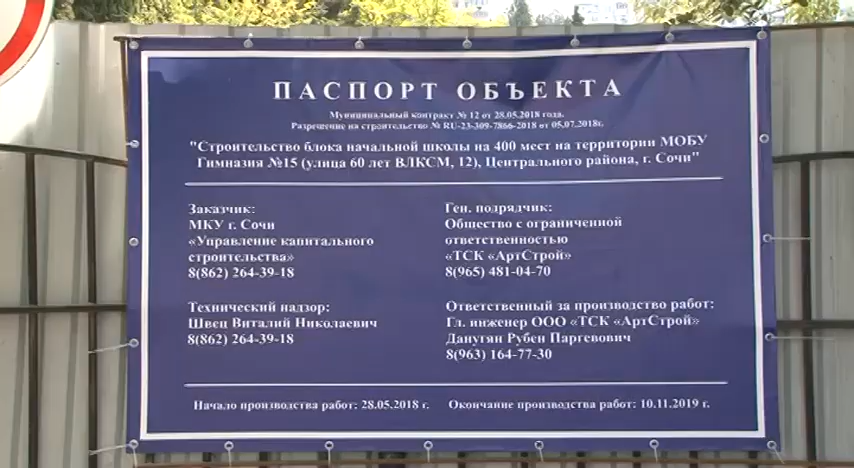 ПАСПОРТ ОБЪЕКТА
Муниципальный контракт № 12 от 28.05.2018 года.
Разрешение на строительство № RU-23-309-7866-2018 от 05.07.2018г.
"Строительство блока начальной школы на 400 мест на территории МОБУ
Гимназия №15 (улица 60 лет ВЛКСМ, 12), Центрального района, г. Сочи"
Заказчик:
МКУ г. Сочи
«Управление капитального
строительства»
8(862) 264-39-18
Ген. подрядчик:
Общество с ограниченной
ответственностью
«ТСК «АртСтрой»
8(965) 481-04-70
Технический надзор:
Швец Виталий Николаевич
8(862) 264-39-18
Ответственный за производство работ:
Гл. инженер ООО «ТСК «АртСтрой»
Данутян Рубен Паргевович
8(963) 164-77-30
Начало производства работ: 28.05.2018 г.
Окончание производства работ: 10.11.2019 г.